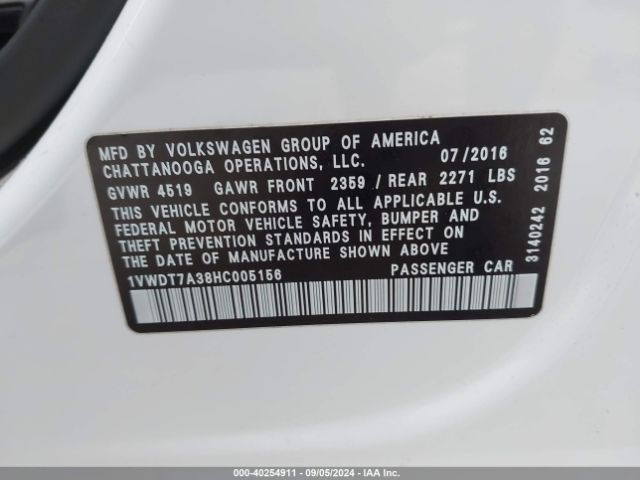 MFD BY VOLKSWAGEN GROUP OF AMERICA
CHATTANOOGA OPERATIONS, LLC. 07/2016
GVWR 4519 GAWR FRONT 2359 / REAR 2271 LBS
THIS VEHICLE CONFORMS TO ALL APPLICABLE U.S.
FEDERAL MOTOR VEHICLE SAFETY, BUMPER AND
THEFT PREVENTION STANDARDS IN EFFECT ON
THE DATE OF MANUFACTURE SHOWN ABOVE
1VWDT7A38HC005156 PASSENGER CAR
3140242 2016 62
000-40254911 - 09/05/2024 - IAAI.COM